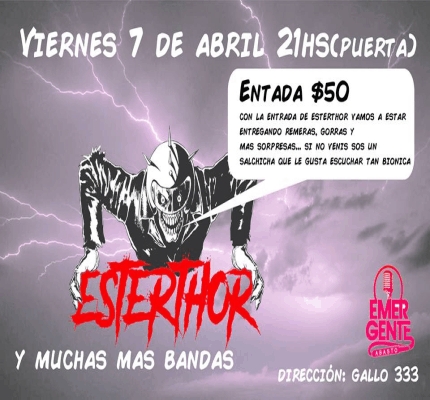 VIERNES 7 DE ABRIL 21HS(PUERTA)
ENTADA $50
CON LA ENTRADA DE ESTERTHOR VAMOS A ESTAR
ENTREGANDO REMERAS, GORRAS Y
MAS SORPRESAS... SI NO VENIS SOS UN
SALCHICHA QUE LE GUSTA ESCUCHAR TAN BIONICA
ESTERTHOR
EMER
GENTE
ABASTO
Y MUCHAS MAS BANDAS
DIRECCIÓN: GALLO 333